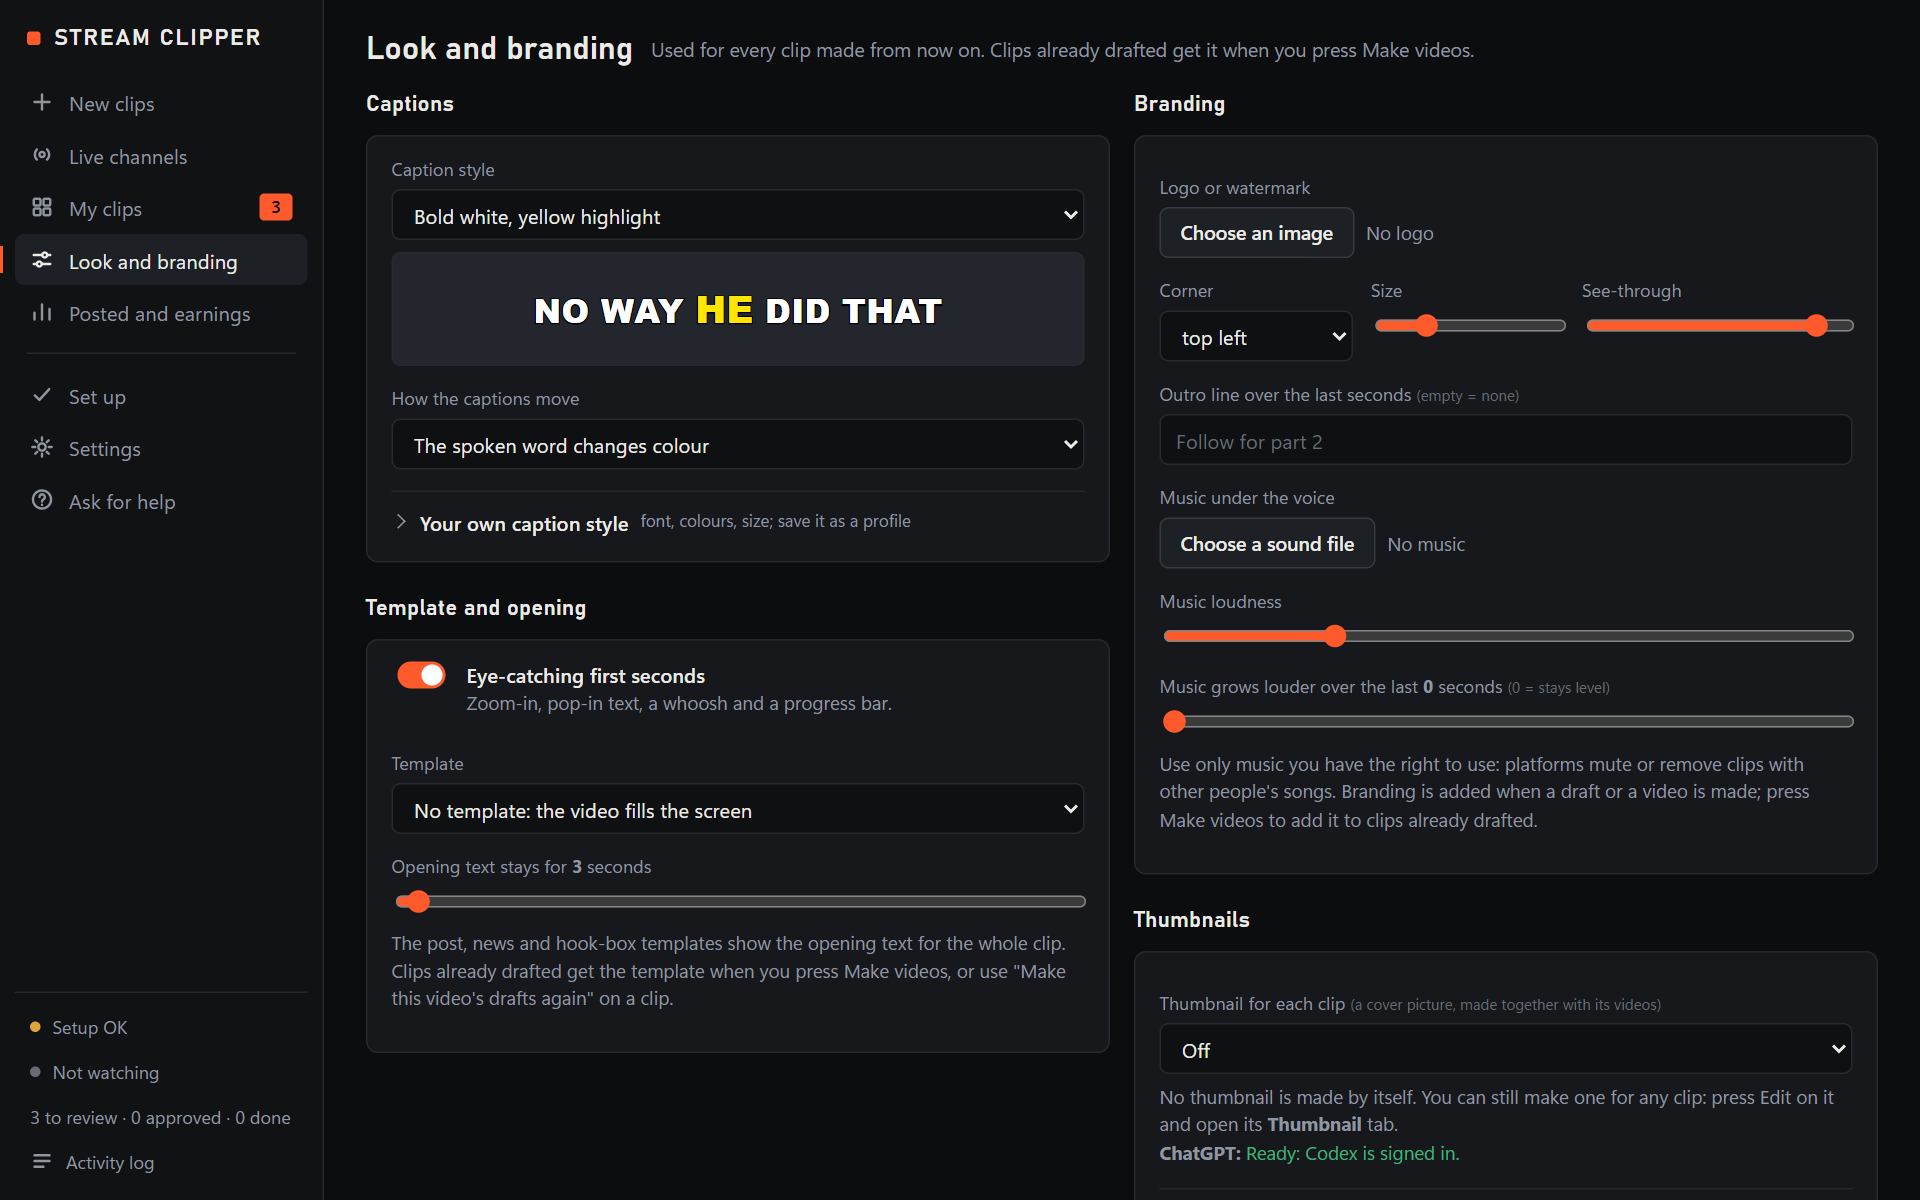 STREAM CLIPPER
New clips
Live channels
My clips
3
Look and branding
Posted and earnings
Set up
Settings
Ask for help
Setup OK
Not watching
3 to review · 0 approved · 0 done
Activity log
Look and branding
Used for every clip made from now on. Clips already drafted get it when you press Make videos.
Captions
Caption style
Bold white, yellow highlight
NO WAY HE DID THAT
How the captions move
The spoken word changes colour
Your own caption style font, colours, size; save it as a profile
Template and opening
Eye-catching first seconds
Zoom-in, pop-in text, a whoosh and a progress bar.
Template
No template: the video fills the screen
Opening text stays for 3 seconds
The post, news and hook-box templates show the opening text for the whole clip.
Clips already drafted get the template when you press Make videos, or use "Make
this video's drafts again" on a clip.
Branding
Logo or watermark
Choose an image
No logo
Corner
Size
See-through
top left
Outro line over the last seconds (empty = none)
Follow for part 2
Music under the voice
Choose a sound file
No music
Music loudness
Music grows louder over the last 0 seconds (0 = stays level)
Use only music you have the right to use: platforms mute or remove clips with
other people's songs. Branding is added when a draft or a video is made; press
Make videos to add it to clips already drafted.
Thumbnails
Thumbnail for each clip (a cover picture, made together with its videos)
Off
No thumbnail is made by itself. You can still make one for any clip: press Edit on it
and open its Thumbnail tab.
ChatGPT: Ready: Codex is signed in.